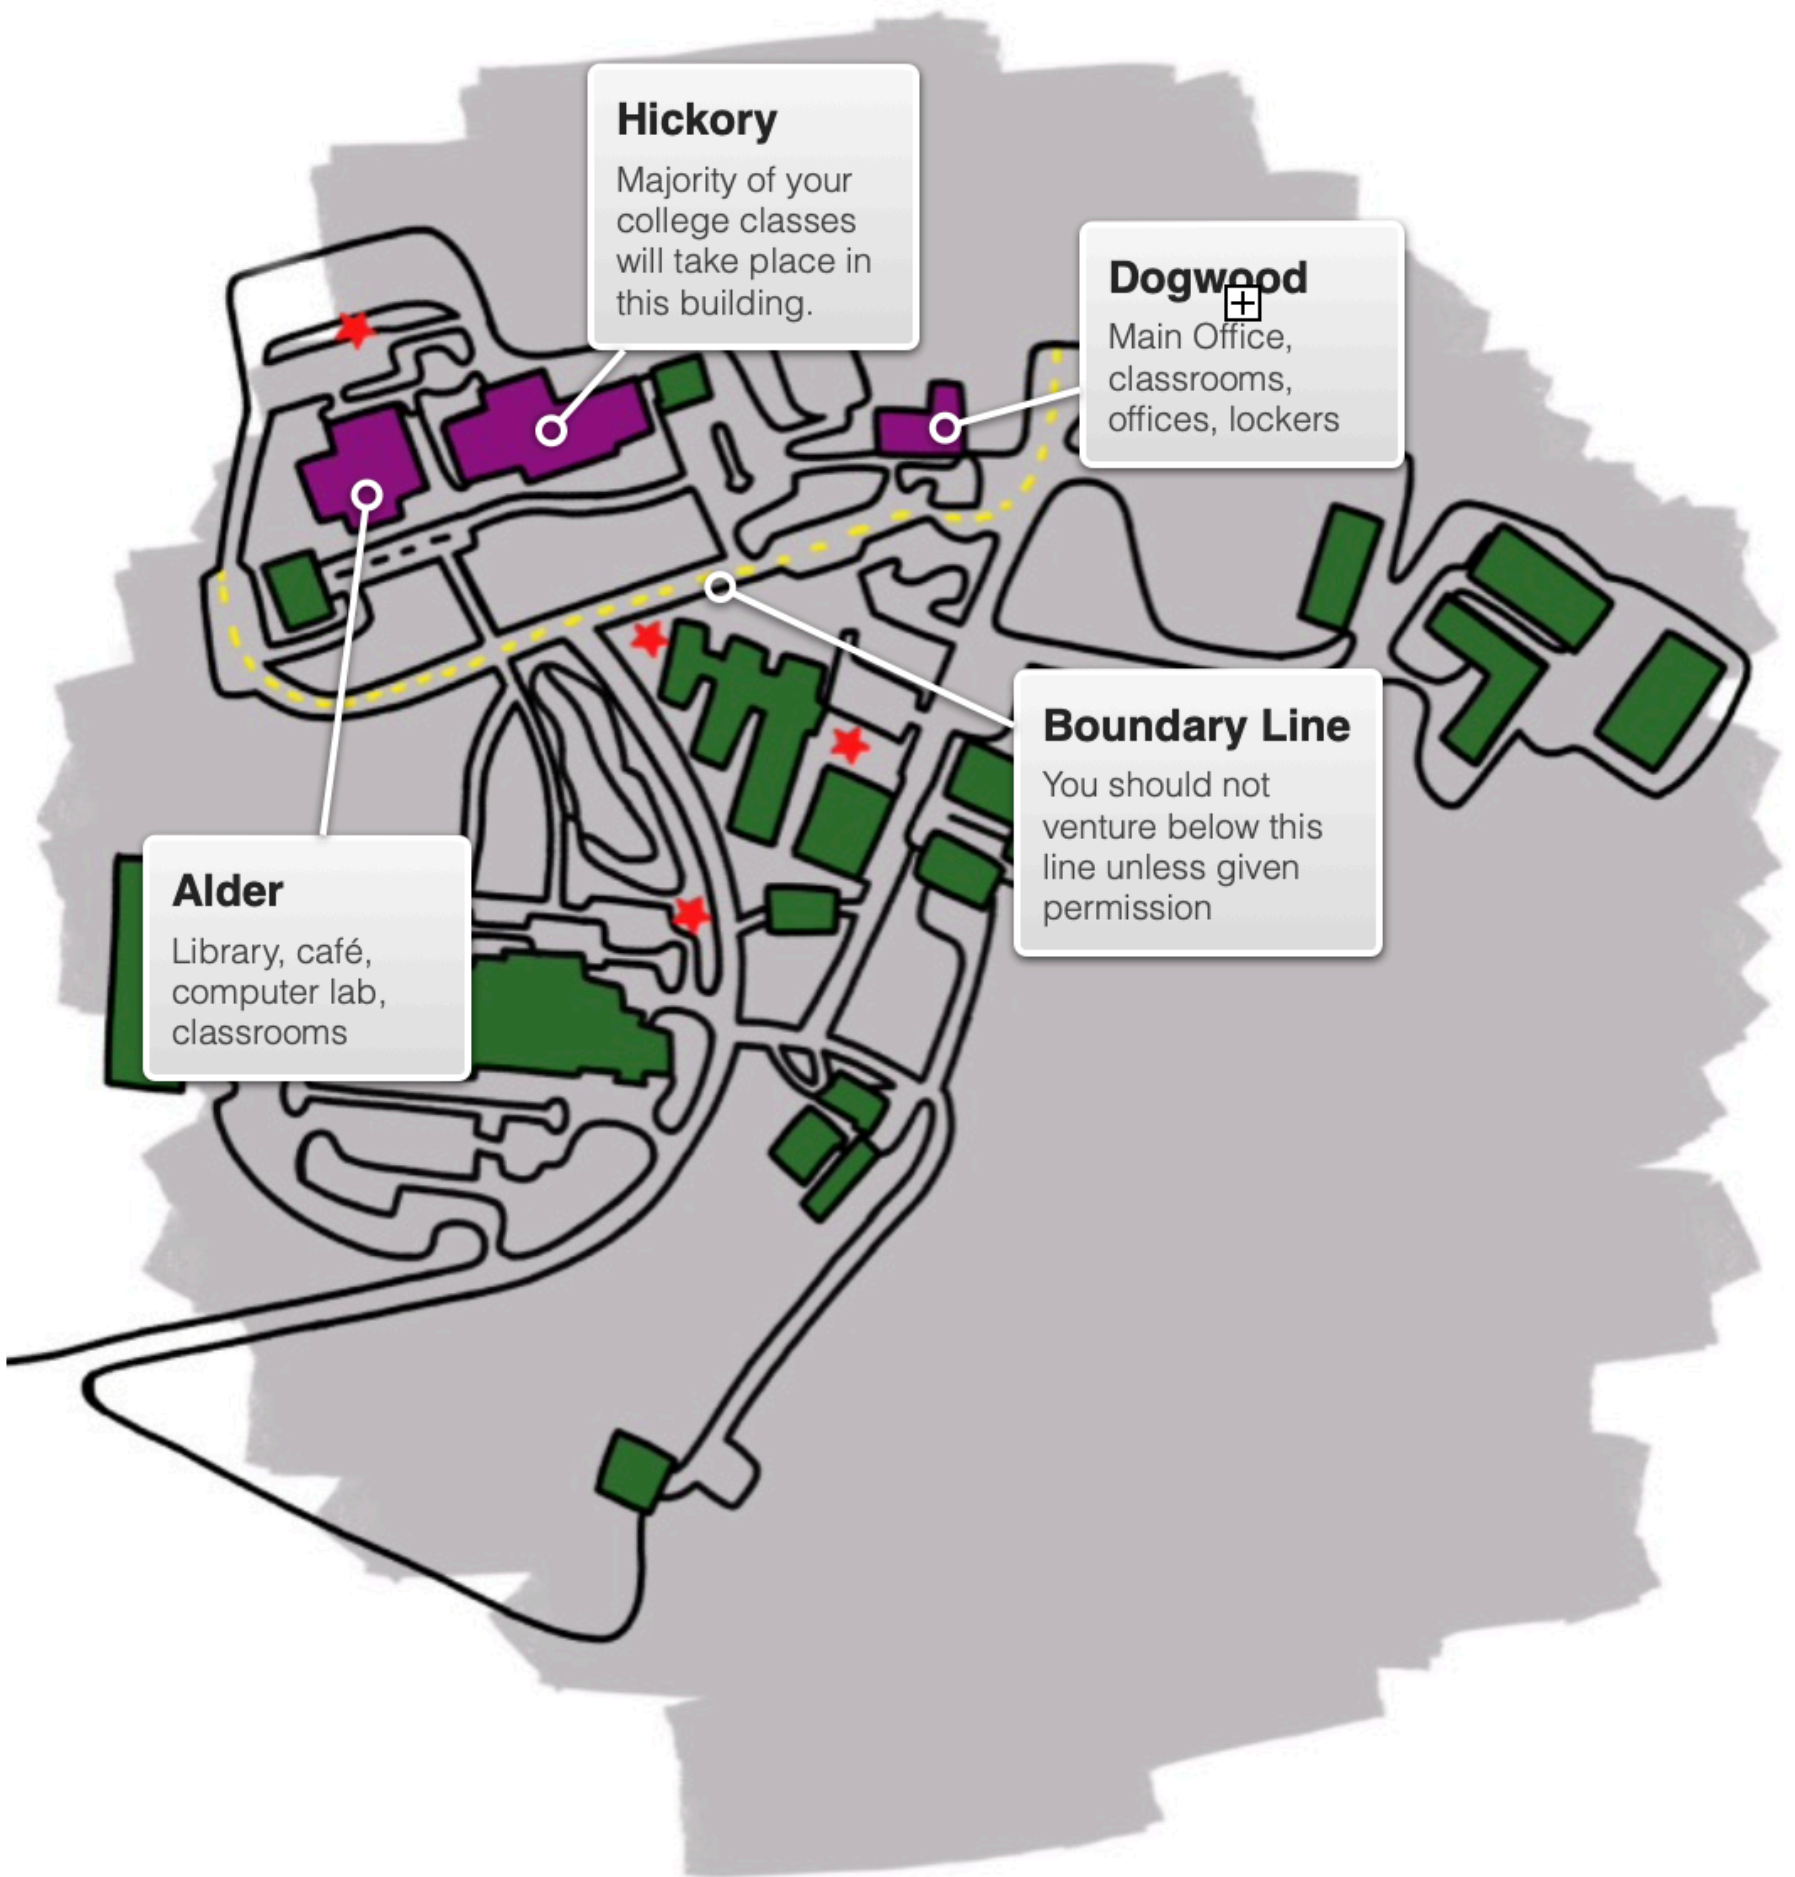 Hickory
Majority of your
college classes
will take place in
this building.
Dogwood
Main Office,
classrooms,
offices, lockers
Boundary Line
You should not
venture below this
line unless given
permission
Alder
Library, café,
computer lab,
classrooms